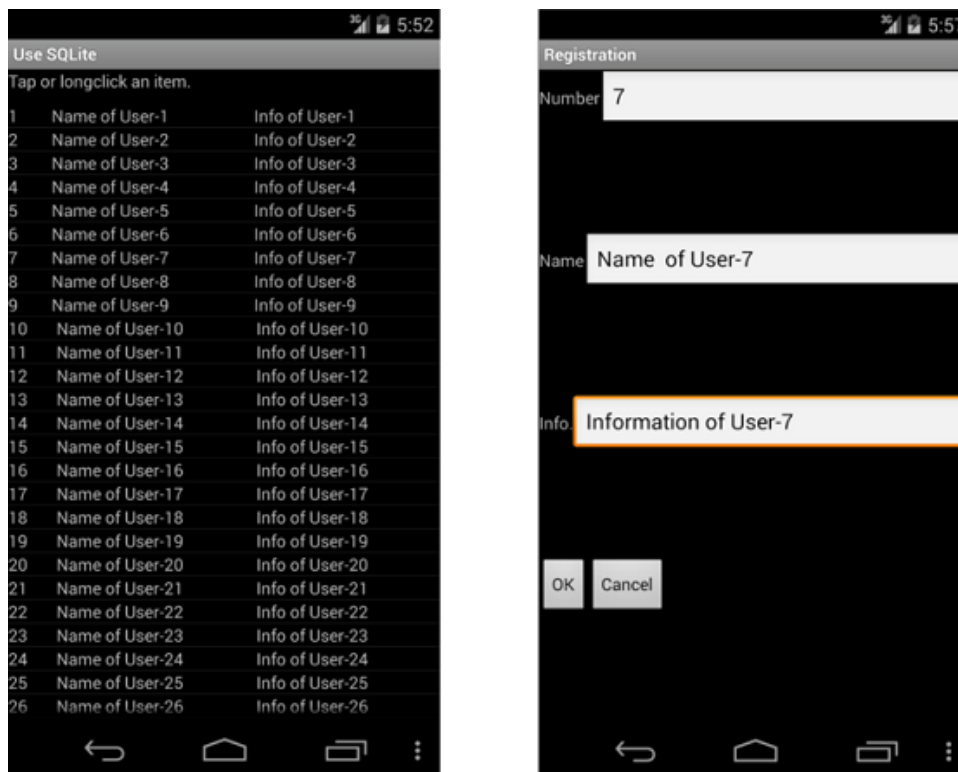 3G 5:52
Use SQLite
Tap or longclick an item.
1 Name of User-1 Info of User-1
2 Name of User-2 Info of User-2
3 Name of User-3 Info of User-3
4 Name of User-4 Info of User-4
5 Name of User-5 Info of User-5
6 Name of User-6 Info of User-6
7 Name of User-7 Info of User-7
8 Name of User-8 Info of User-8
9 Name of User-9 Info of User-9
10 Name of User-10 Info of User-10
11 Name of User-11 Info of User-11
12 Name of User-12 Info of User-12
13 Name of User-13 Info of User-13
14 Name of User-14 Info of User-14
15 Name of User-15 Info of User-15
16 Name of User-16 Info of User-16
17 Name of User-17 Info of User-17
18 Name of User-18 Info of User-18
19 Name of User-19 Info of User-19
20 Name of User-20 Info of User-20
21 Name of User-21 Info of User-21
22 Name of User-22 Info of User-22
23 Name of User-23 Info of User-23
24 Name of User-24 Info of User-24
25 Name of User-25 Info of User-25
26 Name of User-26 Info of User-26
3G 5:57
Registration
Number 7
Name Name  of User-7
Info. Information of User-7
OK Cancel